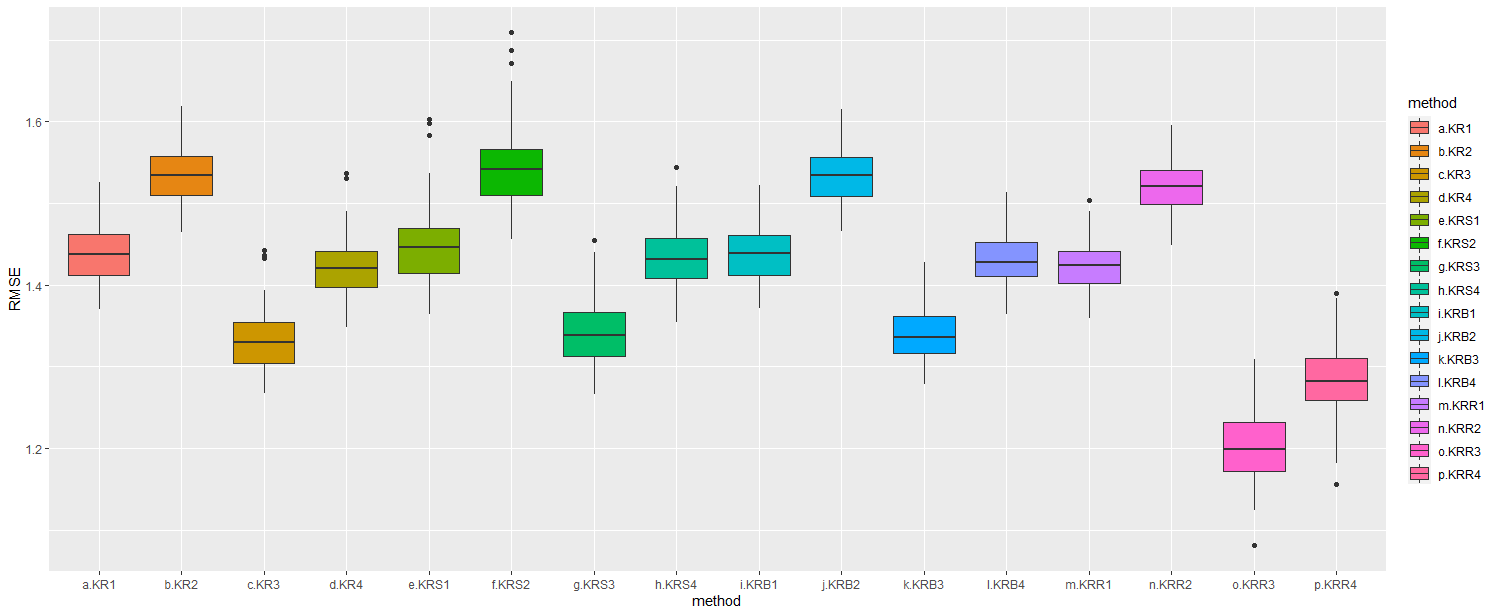 RMSE
1.6
1.4
1.2
a.KR1 b.KR2 c.KR3 d.KR4 e.KRS1 f.KRS2 g.KRS3 h.KRS4 i.KRB1 j.KRB2 k.KRB3 l.KRB4 m.KRR1 n.KRR2 o.KRR3 p.KRR4
method
method
a.KR1
b.KR2
c.KR3
d.KR4
e.KRS1
f.KRS2
g.KRS3
h.KRS4
i.KRB1
j.KRB2
k.KRB3
l.KRB4
m.KRR1
n.KRR2
o.KRR3
p.KRR4